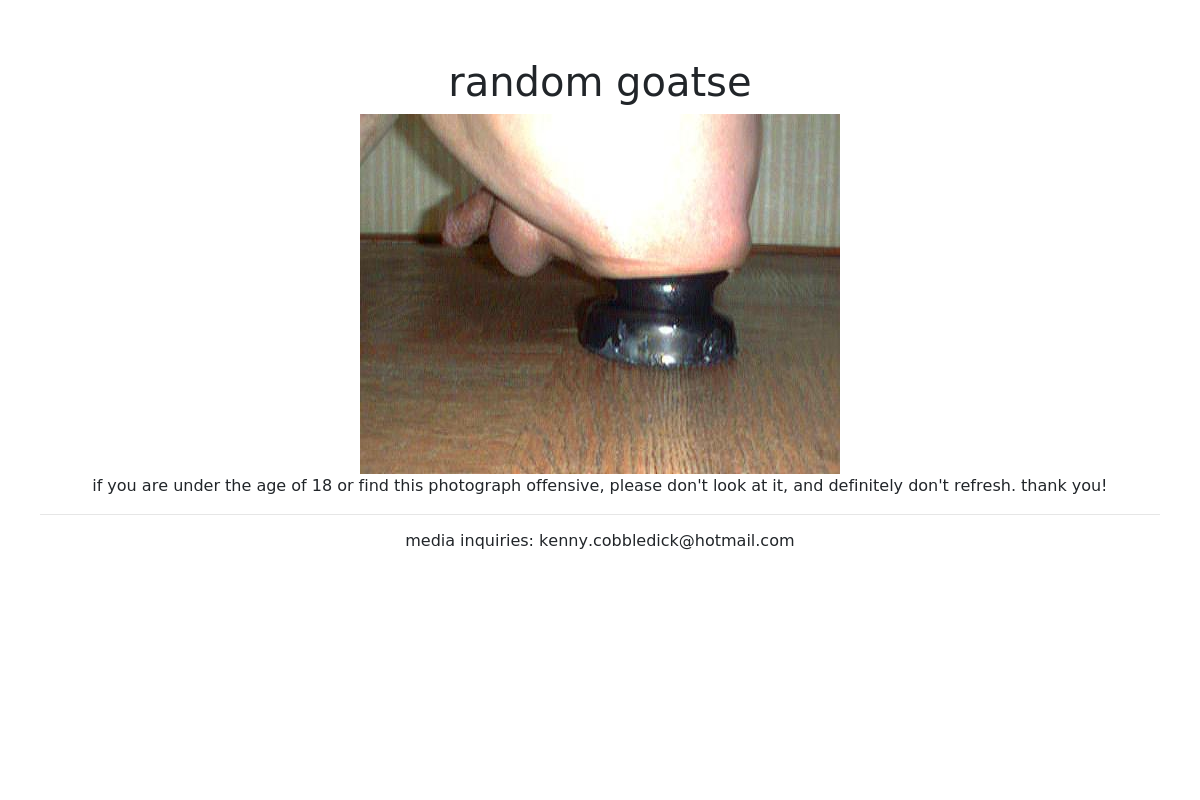 random goatse
if you are under the age of 18 or find this photograph offensive, please don't look at it, and definitely don't refresh. thank you!
media inquiries: kenny.cobbledick@hotmail.com